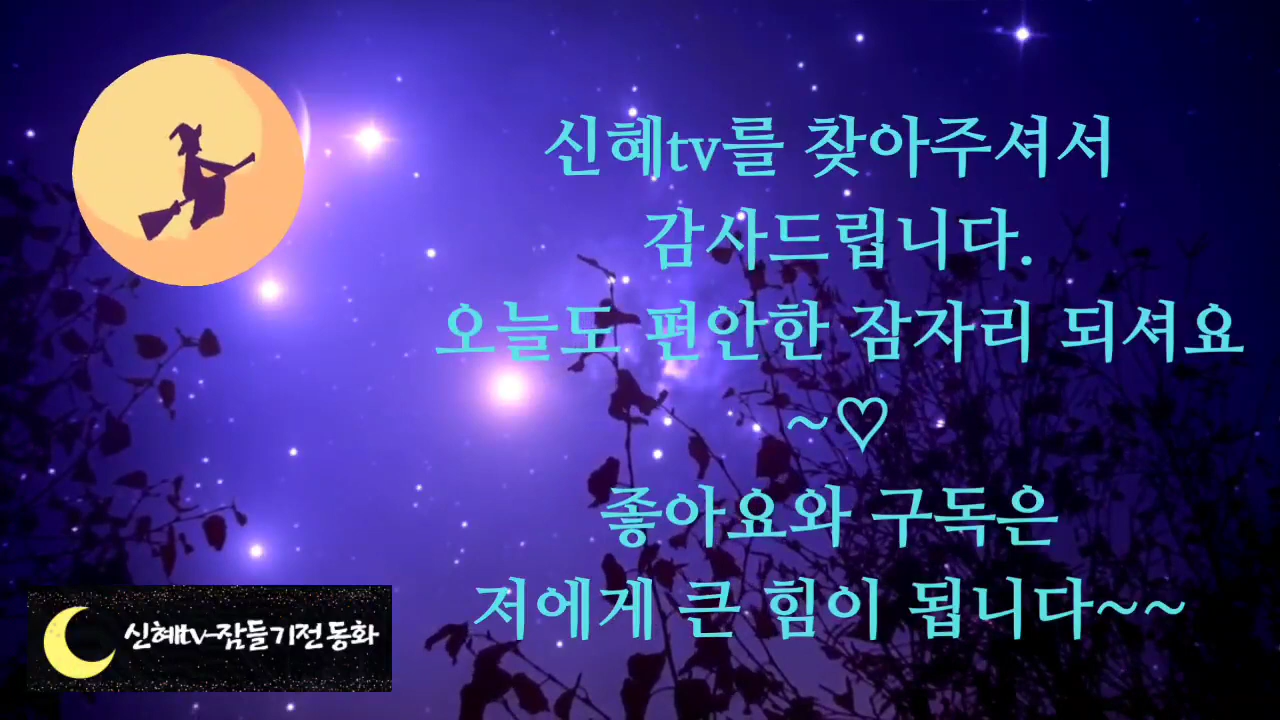 신혜tv를 찾아주셔서
감사드립니다.
오늘도 편안한 잠자리 되셔요
~♡
좋아요와 구독은
저에게 큰 힘이 됩니다~~
신혜tv-잠들기전 동화